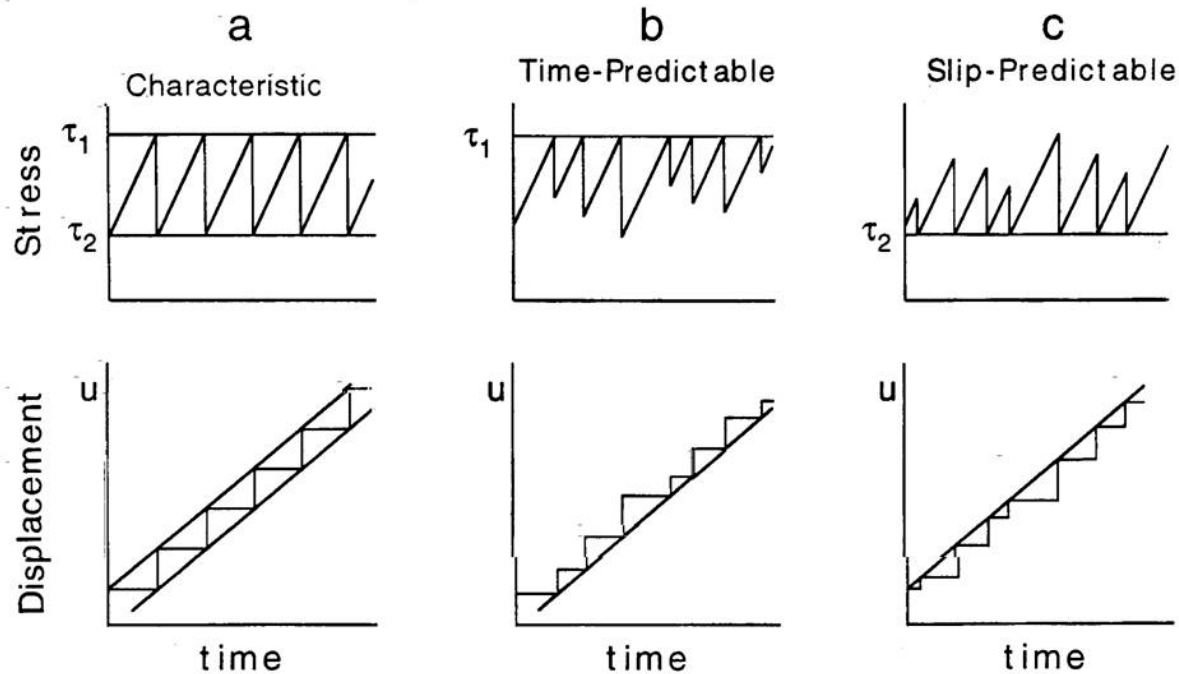 a b c
Characteristic Time-Predictable Slip-Predictable
Stress
τ1 τ1
τ2 τ2
Displacement
u u u
time time time